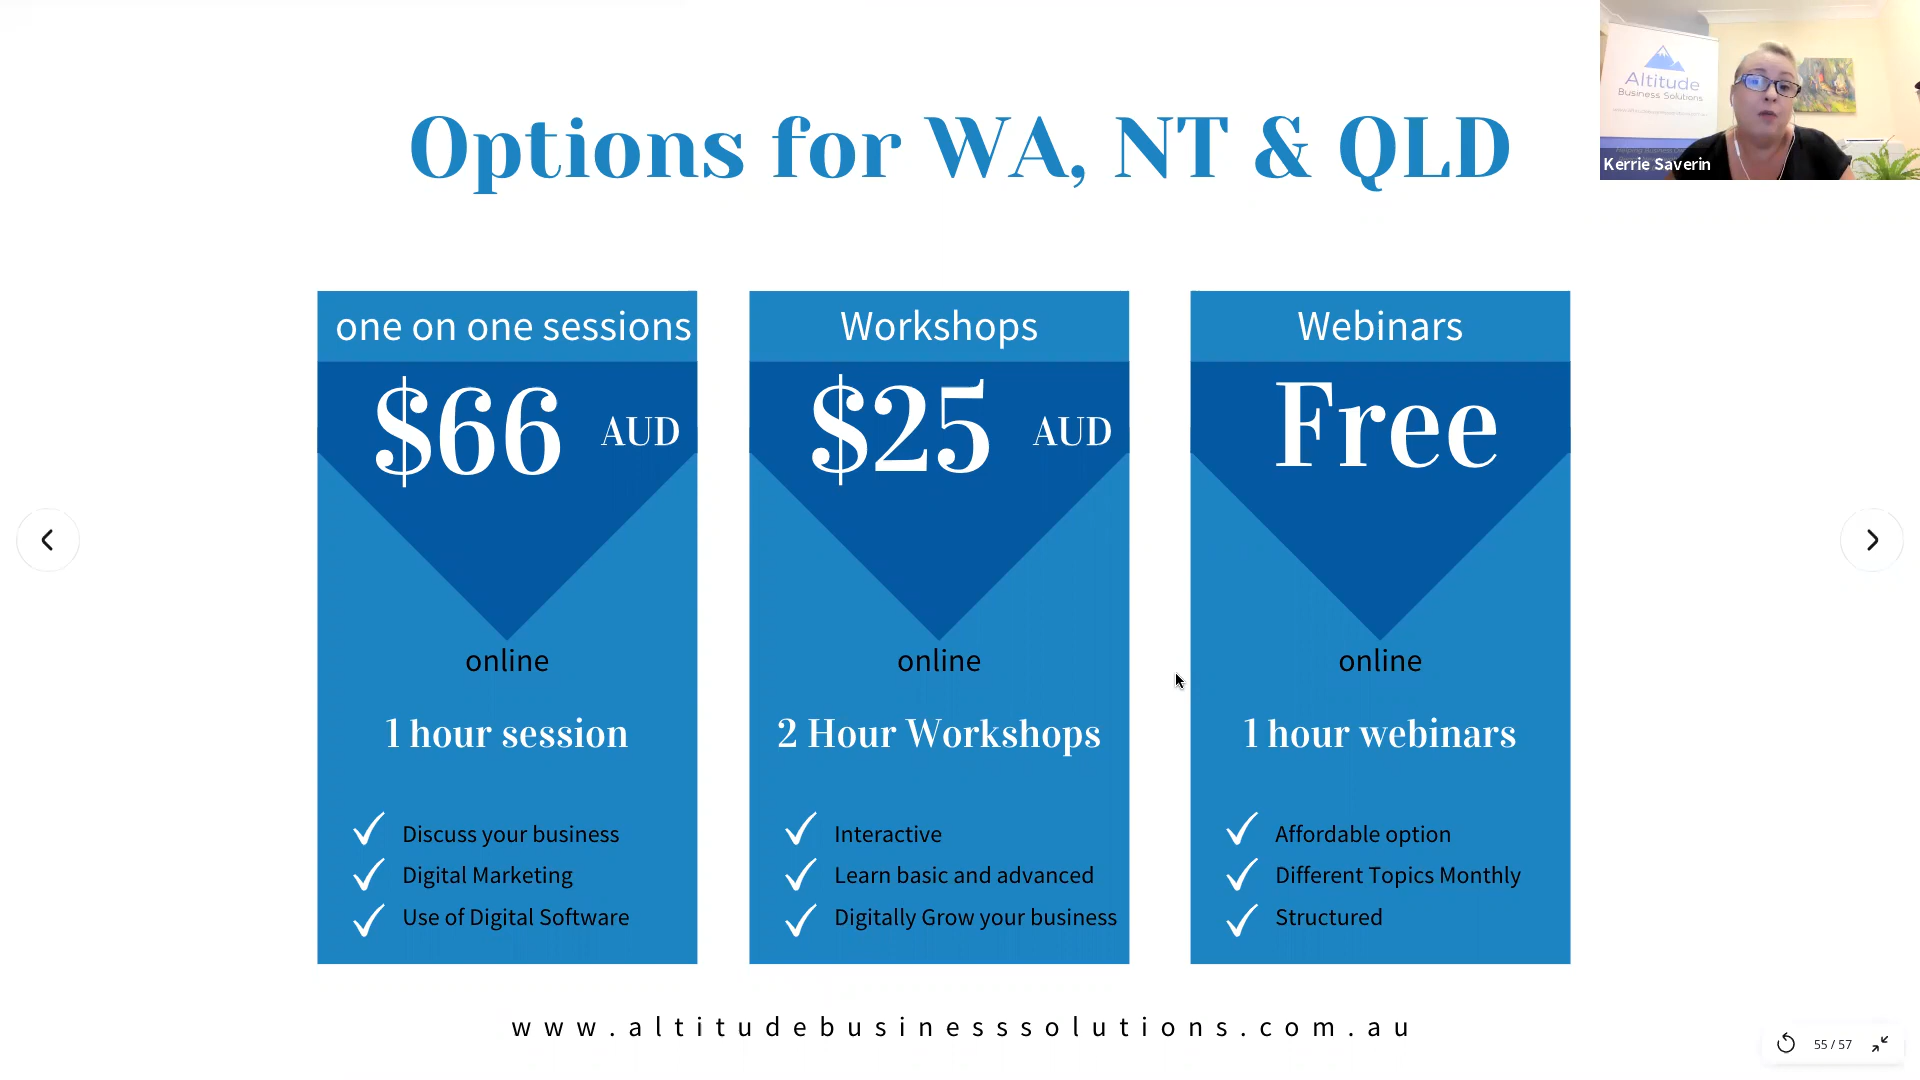 Options for WA, NT & QLD
Altitude
Business Solutions
Kerrie Saverin
one on one sessions
$66 AUD
online
1 hour session
Discuss your business
Digital Marketing
Use of Digital Software
Workshops
$25 AUD
online
2 Hour Workshops
Interactive
Learn basic and advanced
Digitally Grow your business
Webinars
Free
online
1 hour webinars
Affordable option
Different Topics Monthly
Structured
www.altitudebusinesssolutions.com.au
55 / 57